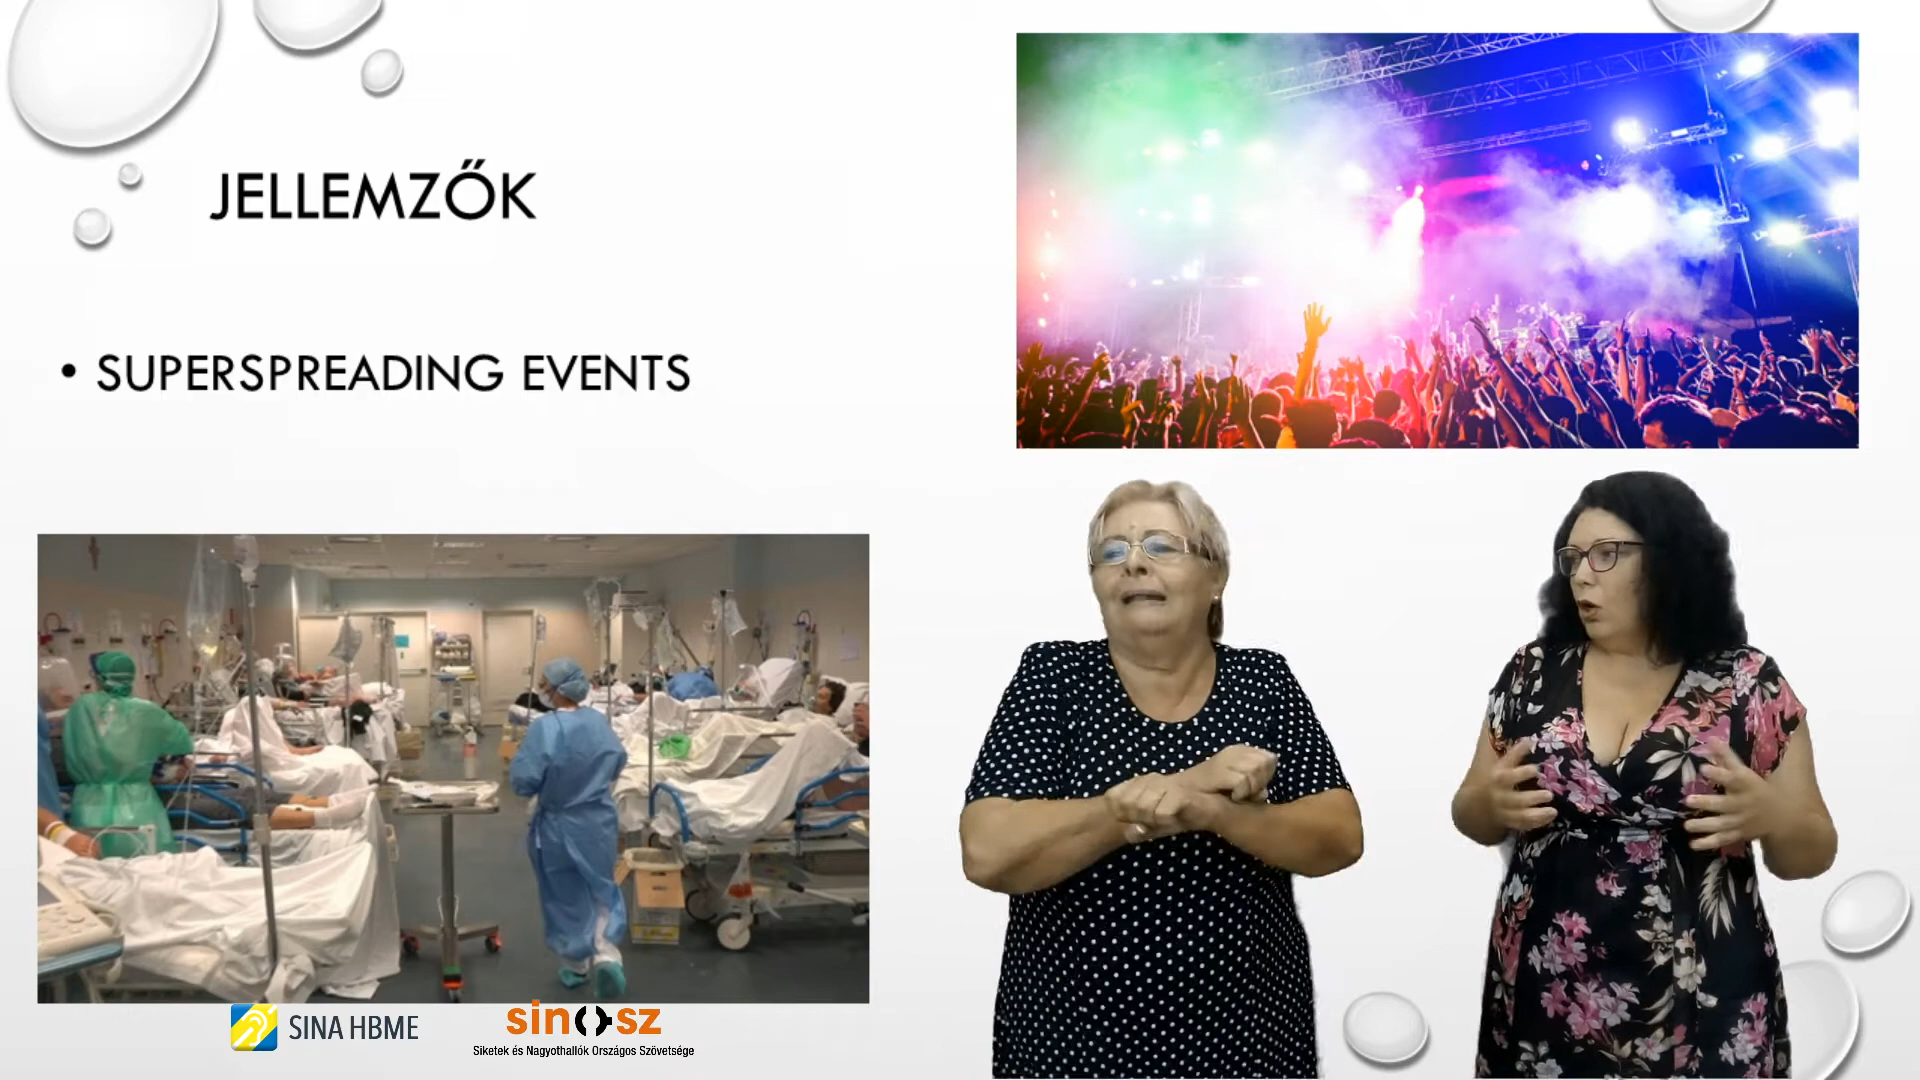 JELLEMZŐK
• SUPERSPREADING EVENTS
SINA HBME
sinosz
Siketek és Nagyothallók Országos Szövetsége